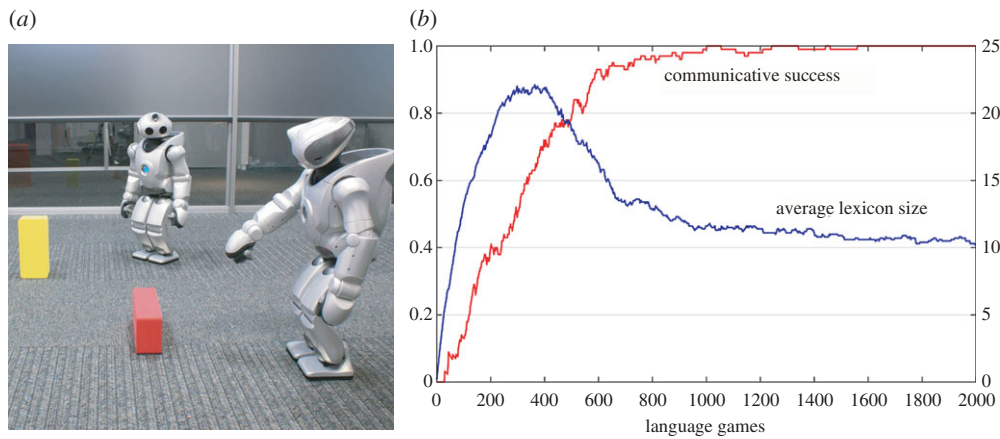 (a)
(b)
1.0
0.8
0.6
0.4
0.2
0
25
20
15
10
5
0
communicative success
average lexicon size
0 200 400 600 800 1000 1200 1400 1600 1800 2000
language games